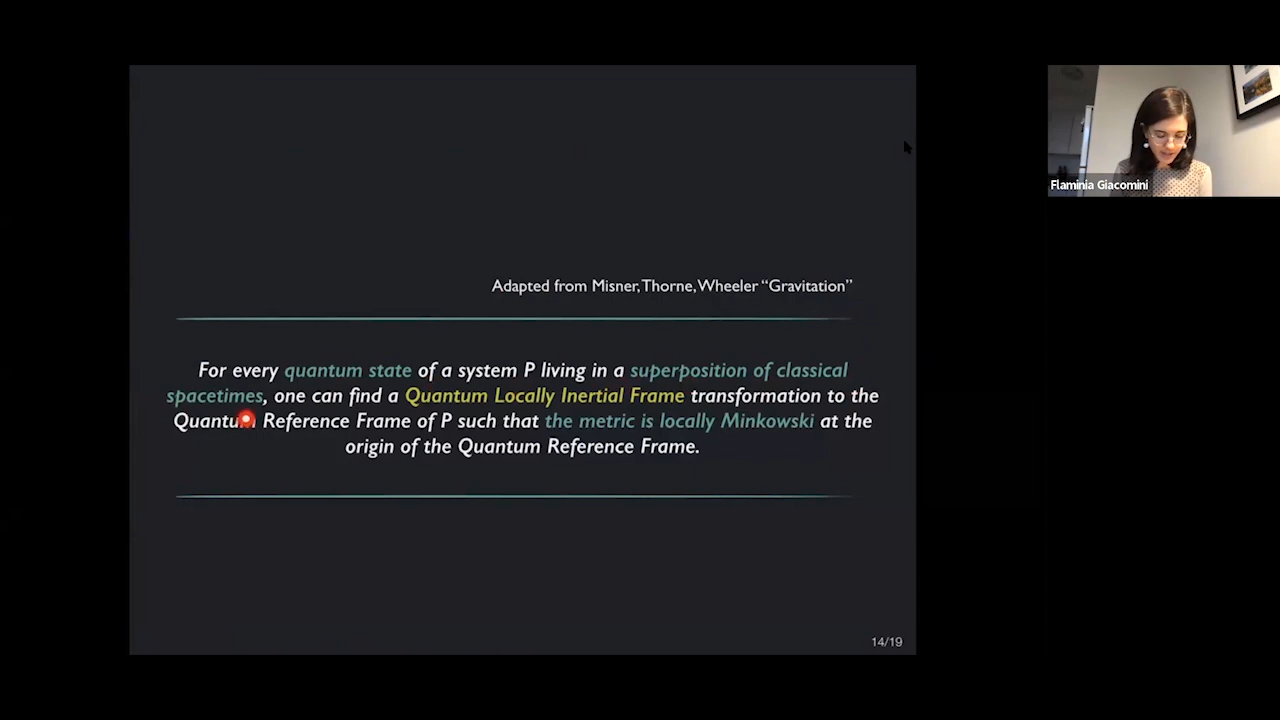 Flaminia Giacomini
Adapted from Misner, Thorne, Wheeler “Gravitation”
For every quantum state of a system P living in a superposition of classical
spacetimes, one can find a Quantum Locally Inertial Frame transformation to the
Quantum Reference Frame of P such that the metric is locally Minkowski at the
origin of the Quantum Reference Frame.
14/19